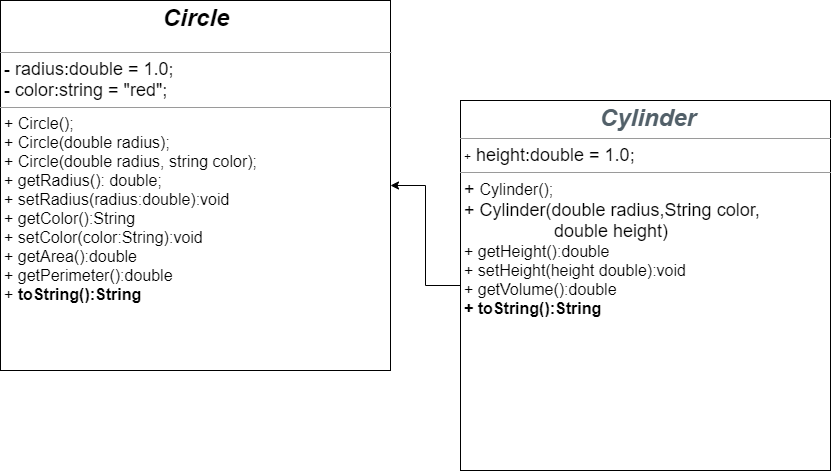 Circle
- radius:double = 1.0;
- color:string = "red";
+ Circle();
+ Circle(double radius);
+ Circle(double radius, string color);
+ getRadius(): double;
+ setRadius(radius:double):void
+ getColor():String
+ setColor(color:String):void
+ getArea():double
+ getPerimeter():double
+ toString():String
Cylinder
+ height:double = 1.0;
+ Cylinder();
+ Cylinder(double radius,String color,
double height)
+ getHeight():double
+ setHeight(height double):void
+ getVolume():double
+ toString():String